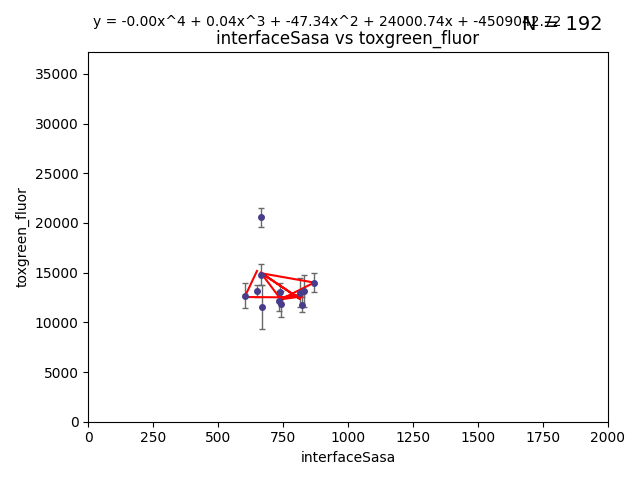 y = -0.00x^4 + 0.04x^3 + -47.34x^2 + 24000.74x + -4509042.72
N = 192
interfaceSasa vs toxgreen_fluor
35000
30000
25000
20000
15000
10000
5000
0
toxgreen_fluor
0 250 500 750 1000 1250 1500 1750 2000
interfaceSasa